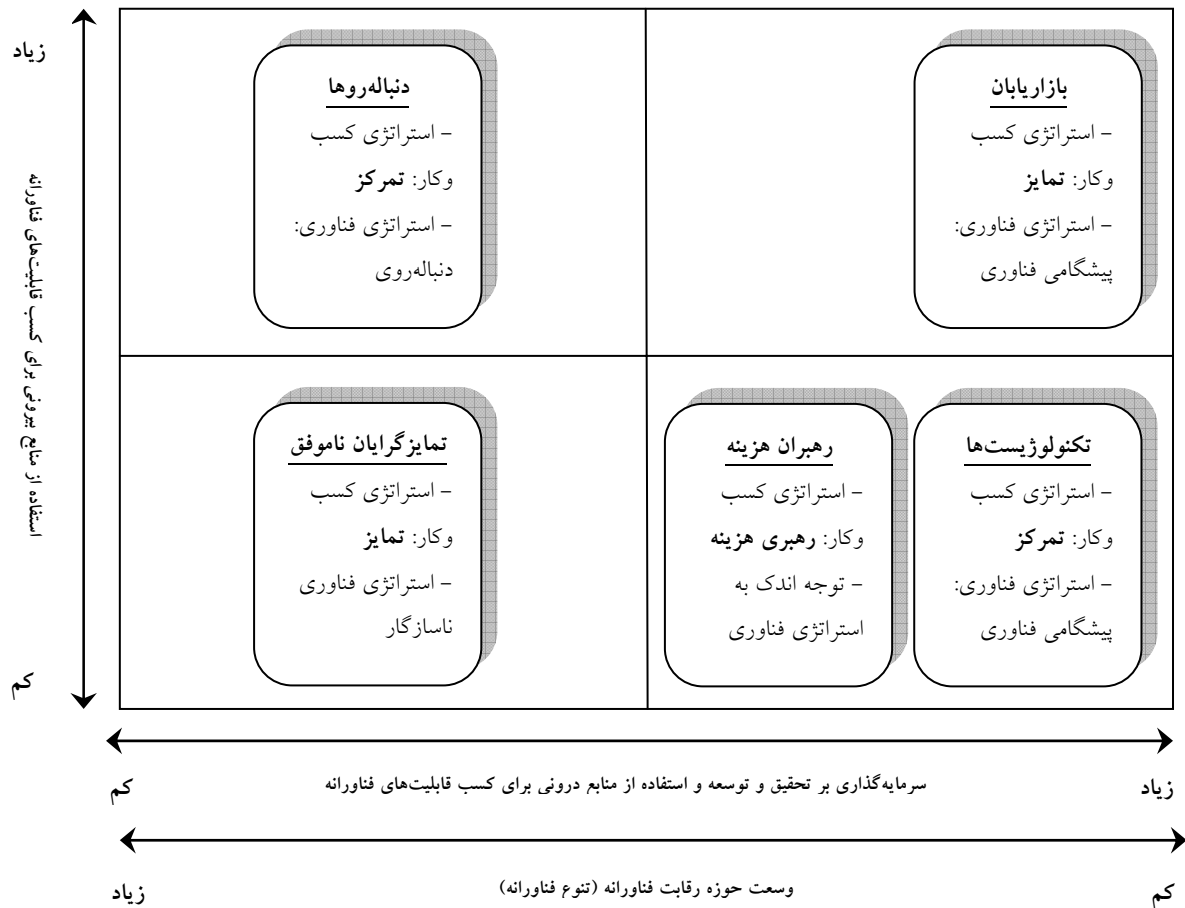 زیاد
استفاده از منابع بیرونی برای کسب قابلیت‌های فناورانه
کم
بازاریابان
- استراتژی کسب
وکار: تمایز
- استراتژی فناوری:
پیشگامی فناوری
دنباله‌روها
- استراتژی کسب
وکار: تمرکز
- استراتژی فناوری:
دنباله‌روی
تکنولوژیست‌ها
- استراتژی کسب
وکار: تمرکز
- استراتژی فناوری:
پیشگامی فناوری
رهبران هزینه
- استراتژی کسب
وکار: رهبری هزینه
- توجه اندک به
استراتژی فناوری
تمایزگرایان ناموفق
- استراتژی کسب
وکار: تمایز
- استراتژی فناوری
ناسازگار
زیاد
سرمایه‌گذاری بر تحقیق و توسعه و استفاده از منابع درونی برای کسب قابلیت‌های فناورانه
کم
کم
وسعت حوزه رقابت فناورانه (تنوع فناورانه)
زیاد